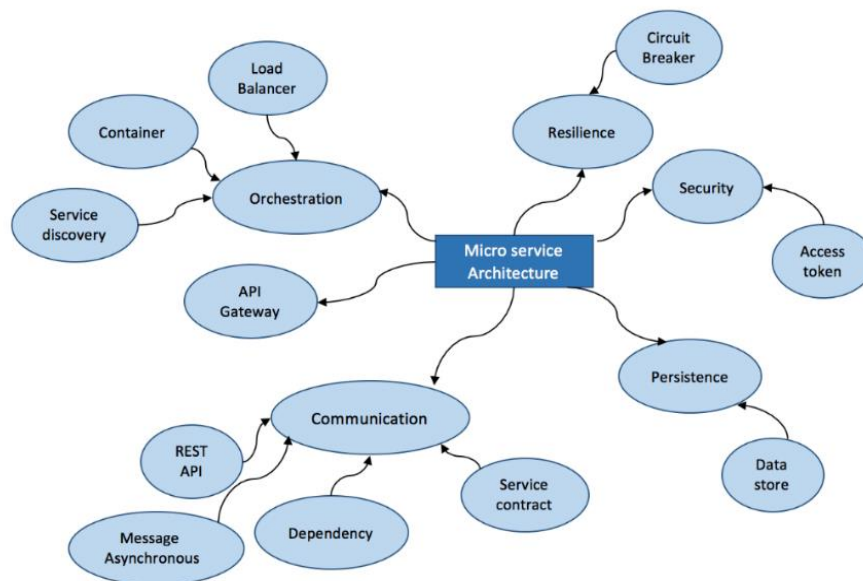 Circuit
Breaker
Load
Balancer
Container
Resilience
Orchestration
Security
Service
discovery
Micro service
Architecture
Access
token
API
Gateway
Persistence
Communication
REST
API
Service
contract
Data
store
Dependency
Message
Asynchronous